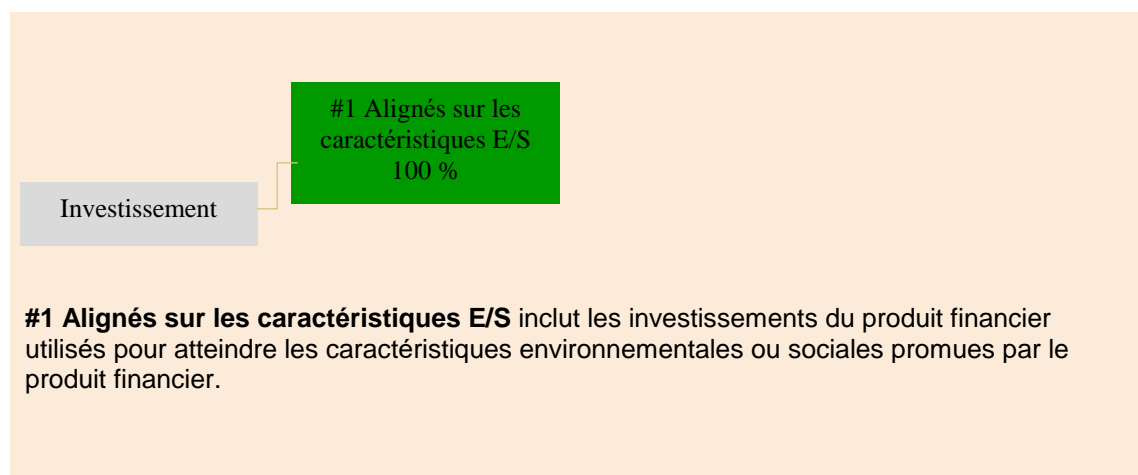 #1 Alignés sur les
caractéristiques E/S
100 %
Investissement
#1 Alignés sur les caractéristiques E/S inclut les investissements du produit financier
utilisés pour atteindre les caractéristiques environnementales ou sociales promues par le
produit financier.